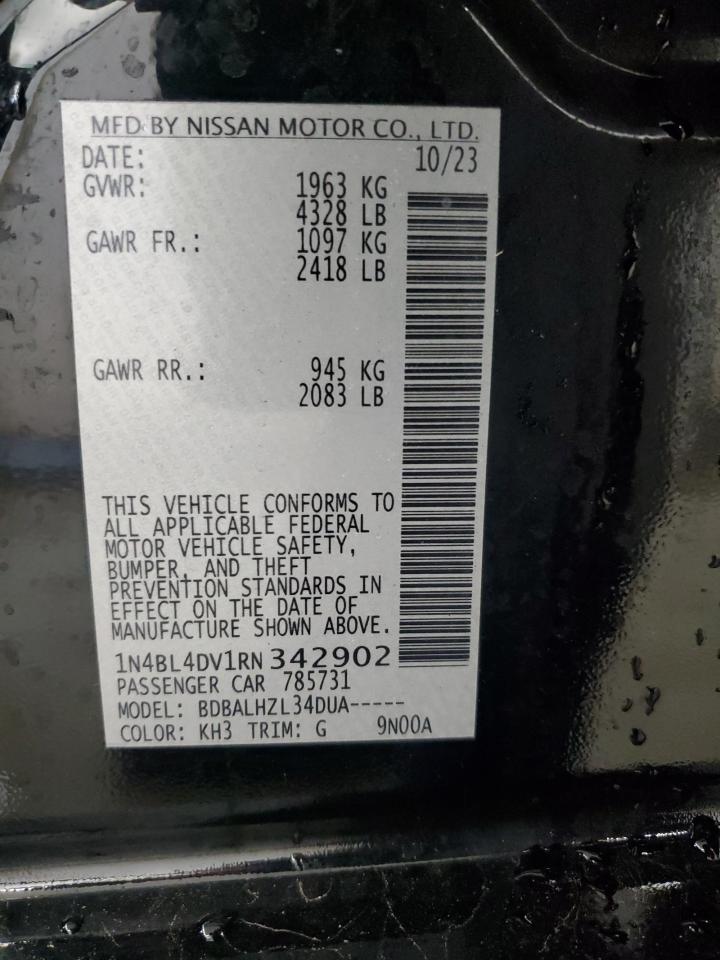 MFD BY NISSAN MOTOR CO., LTD.
DATE: 10/23
GVWR: 1963 KG
4328 LB
GAWR FR.: 1097 KG
2418 LB
GAWR RR.: 945 KG
2083 LB
THIS VEHICLE CONFORMS TO
ALL APPLICABLE FEDERAL
MOTOR VEHICLE SAFETY,
BUMPER, AND THEFT
PREVENTION STANDARDS IN
EFFECT ON THE DATE OF
MANUFACTURE SHOWN ABOVE.
1N4BL4DV1RN 342902
PASSENGER CAR 785731
MODEL: BDBALHZL34DUA-----
COLOR: KH3 TRIM: G 9N00A